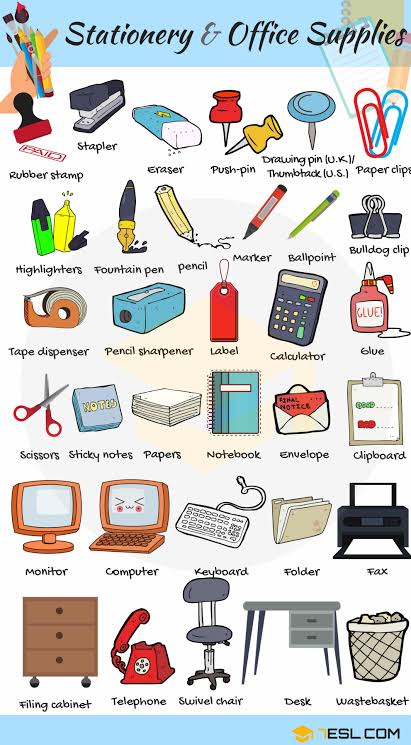 Stationery & Office Supplies
PAID
Rubber stamp
Stapler
Eraser
Push-pin
Drawing pin (U.K.)/
Thumbtack (U.S.)
Paper clips
Highlighters
Fountain pen
pencil
Marker
Ballpoint
Bulldog clip
Tape dispenser
Pencil sharpener
Label
Calculator
GLUE!
Glue
Scissors
NOTES
Sticky notes
Papers
Notebook
FINAL
NOTICE
Envelope
GOOD
BAD
Clipboard
Monitor
Computer
Keyboard
Folder
Fax
Filing cabinet
Telephone
Swivel chair
Desk
Wastebasket
7ESL.COM